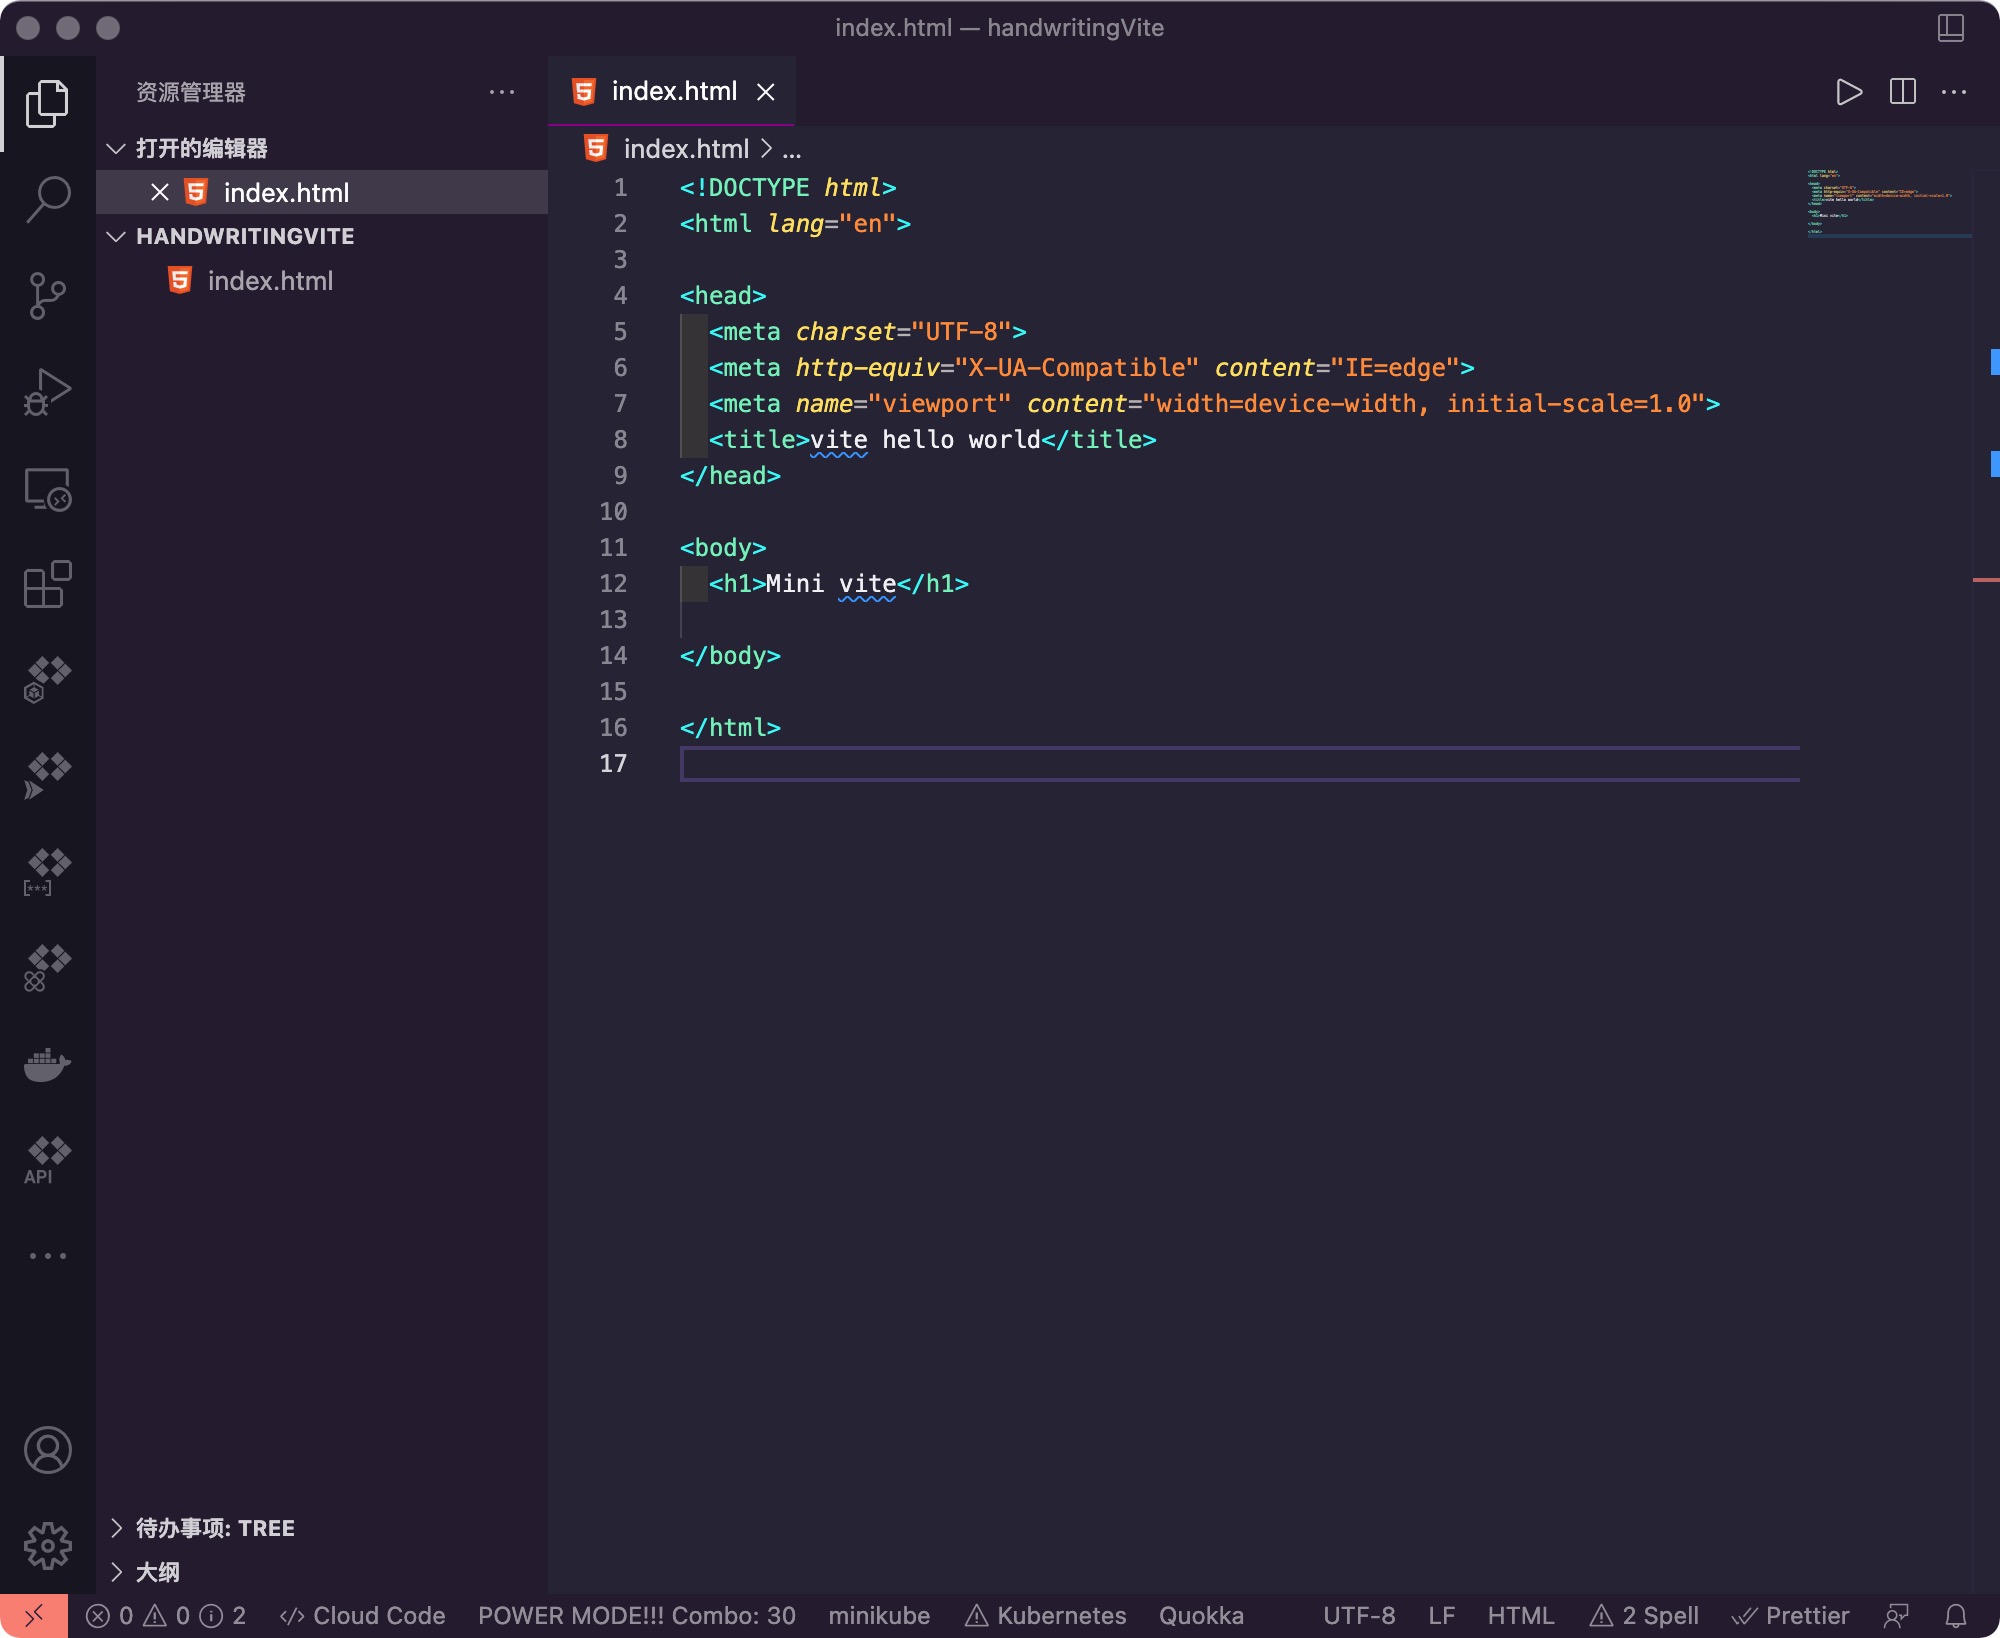 index.html — handwritingVite
资源管理器
打开的编辑器
index.html
HANDWRITINGVITE
index.html
待办事项: TREE
大纲
index.html
index.html > ...
1 <!DOCTYPE html>
2 <html lang="en">
3
4 <head>
5 <meta charset="UTF-8">
6 <meta http-equiv="X-UA-Compatible" content="IE=edge">
7 <meta name="viewport" content="width=device-width, initial-scale=1.0">
8 <title>vite hello world</title>
9 </head>
10
11 <body>
12 <h1>Mini vite</h1>
13
14 </body>
15
16 </html>
17
API
0 0 2 </> Cloud Code POWER MODE!!! Combo: 30 minikube Kubernetes Quokka UTF-8 LF HTML 2 Spell Prettier